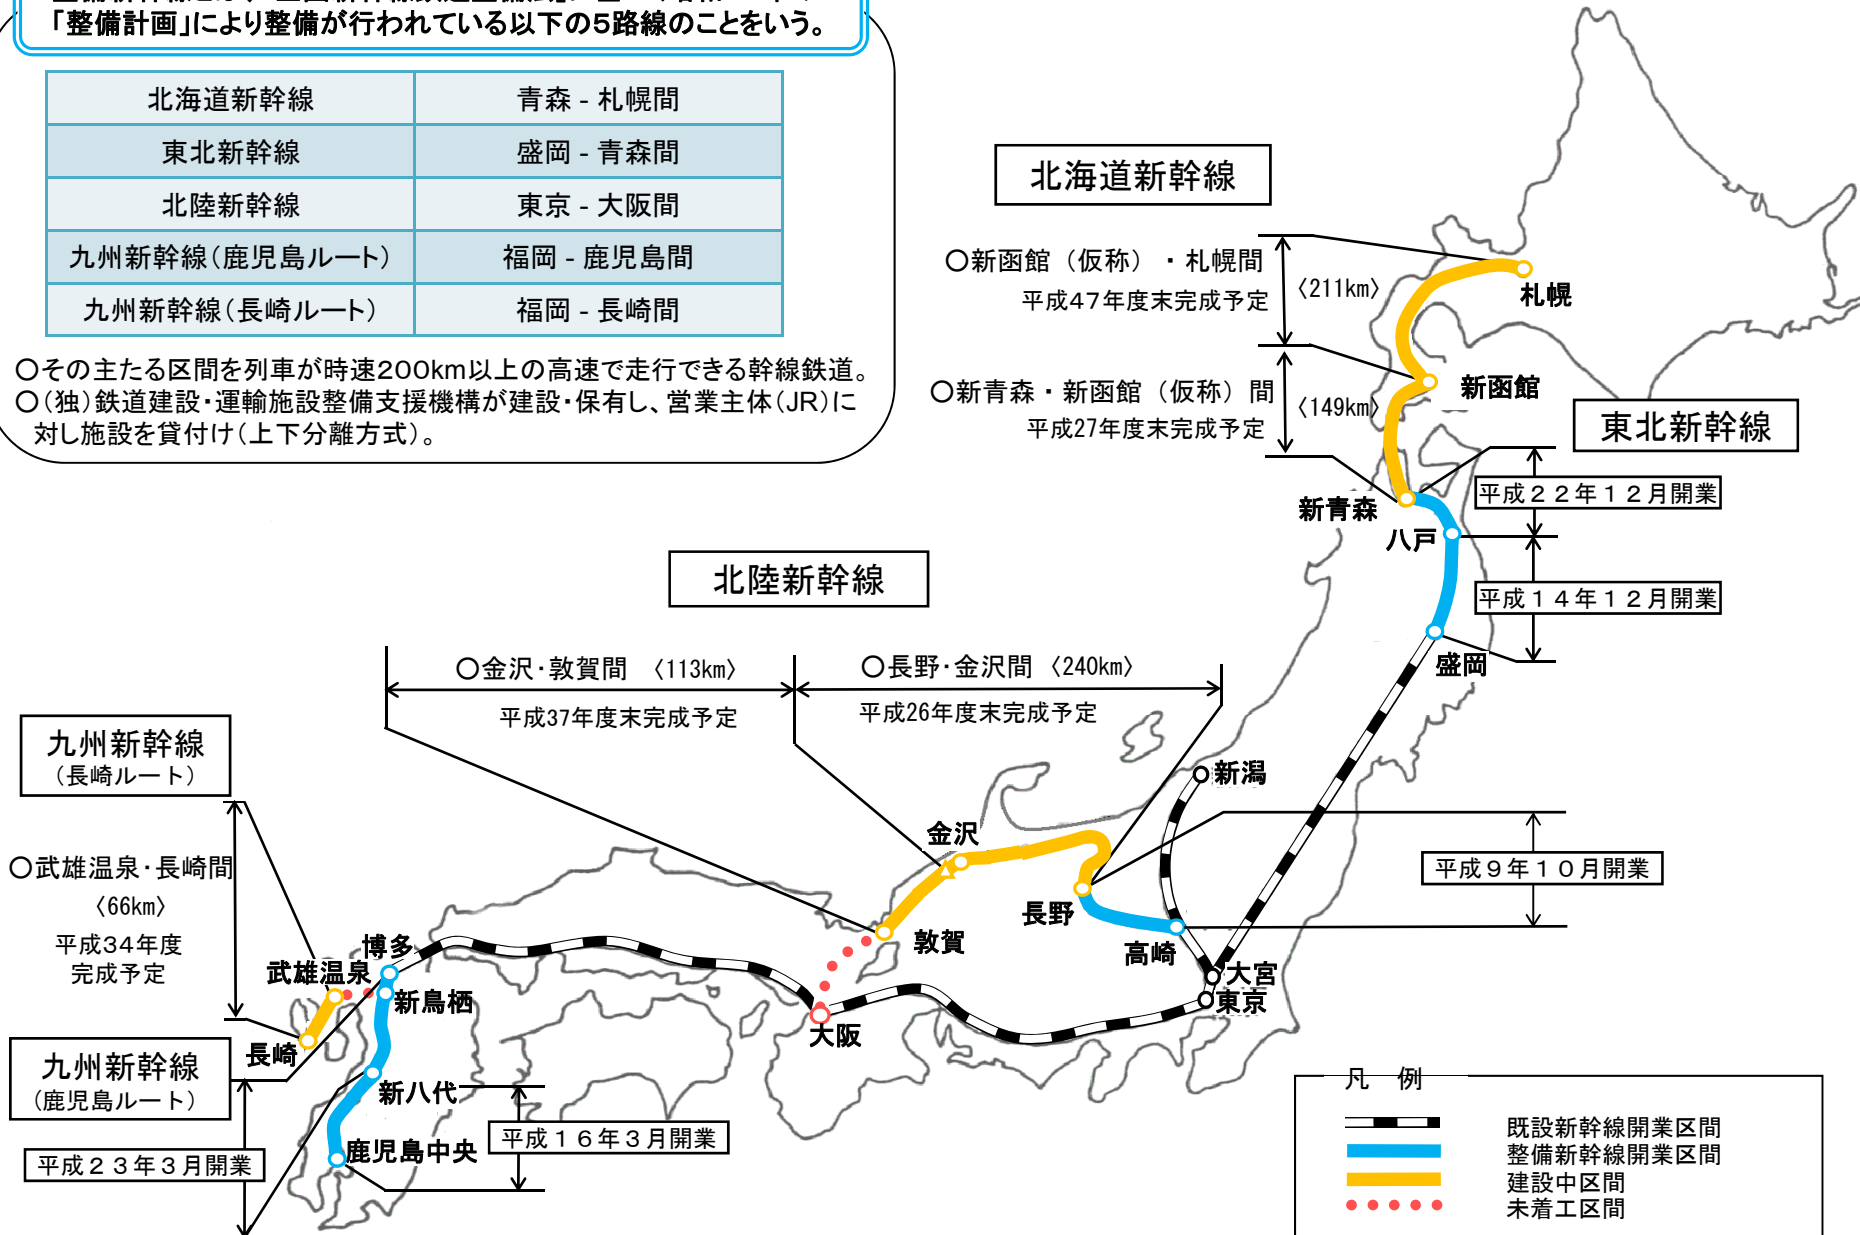 「整備計画」により整備が行われている以下の5路線のことをいう。
北海道新幹線 青森 - 札幌間
東北新幹線 盛岡 - 青森間
北陸新幹線 東京 - 大阪間
九州新幹線（鹿児島ルート） 福岡 - 鹿児島間
九州新幹線（長崎ルート） 福岡 - 長崎間
○その主たる区間を列車が時速200km以上の高速で走行できる幹線鉄道。
○（独）鉄道建設・運輸施設整備支援機構が建設・保有し、営業主体（JR）に
対し施設を貸付け（上下分離方式）。
北海道新幹線
○新函館（仮称）・札幌間
平成47年度末完成予定
〈211km〉
札幌
○新青森・新函館（仮称）間
平成27年度末完成予定
〈149km〉
新函館
東北新幹線
平成２２年１２月開業
新青森
八戸
平成１４年１２月開業
盛岡
北陸新幹線
○金沢・敦賀間 〈113km〉
平成37年度末完成予定
○長野・金沢間 〈240km〉
平成26年度末完成予定
新潟
金沢
平成９年１０月開業
長野
敦賀
高崎
大宮
東京
大阪
九州新幹線
（長崎ルート）
○武雄温泉・長崎間
〈66km〉
平成34年度
完成予定
博多
武雄温泉
新鳥栖
長崎
九州新幹線
（鹿児島ルート）
新八代
平成１６年３月開業
鹿児島中央
平成２３年３月開業
凡 例
既設新幹線開業区間
整備新幹線開業区間
建設中区間
未着工区間